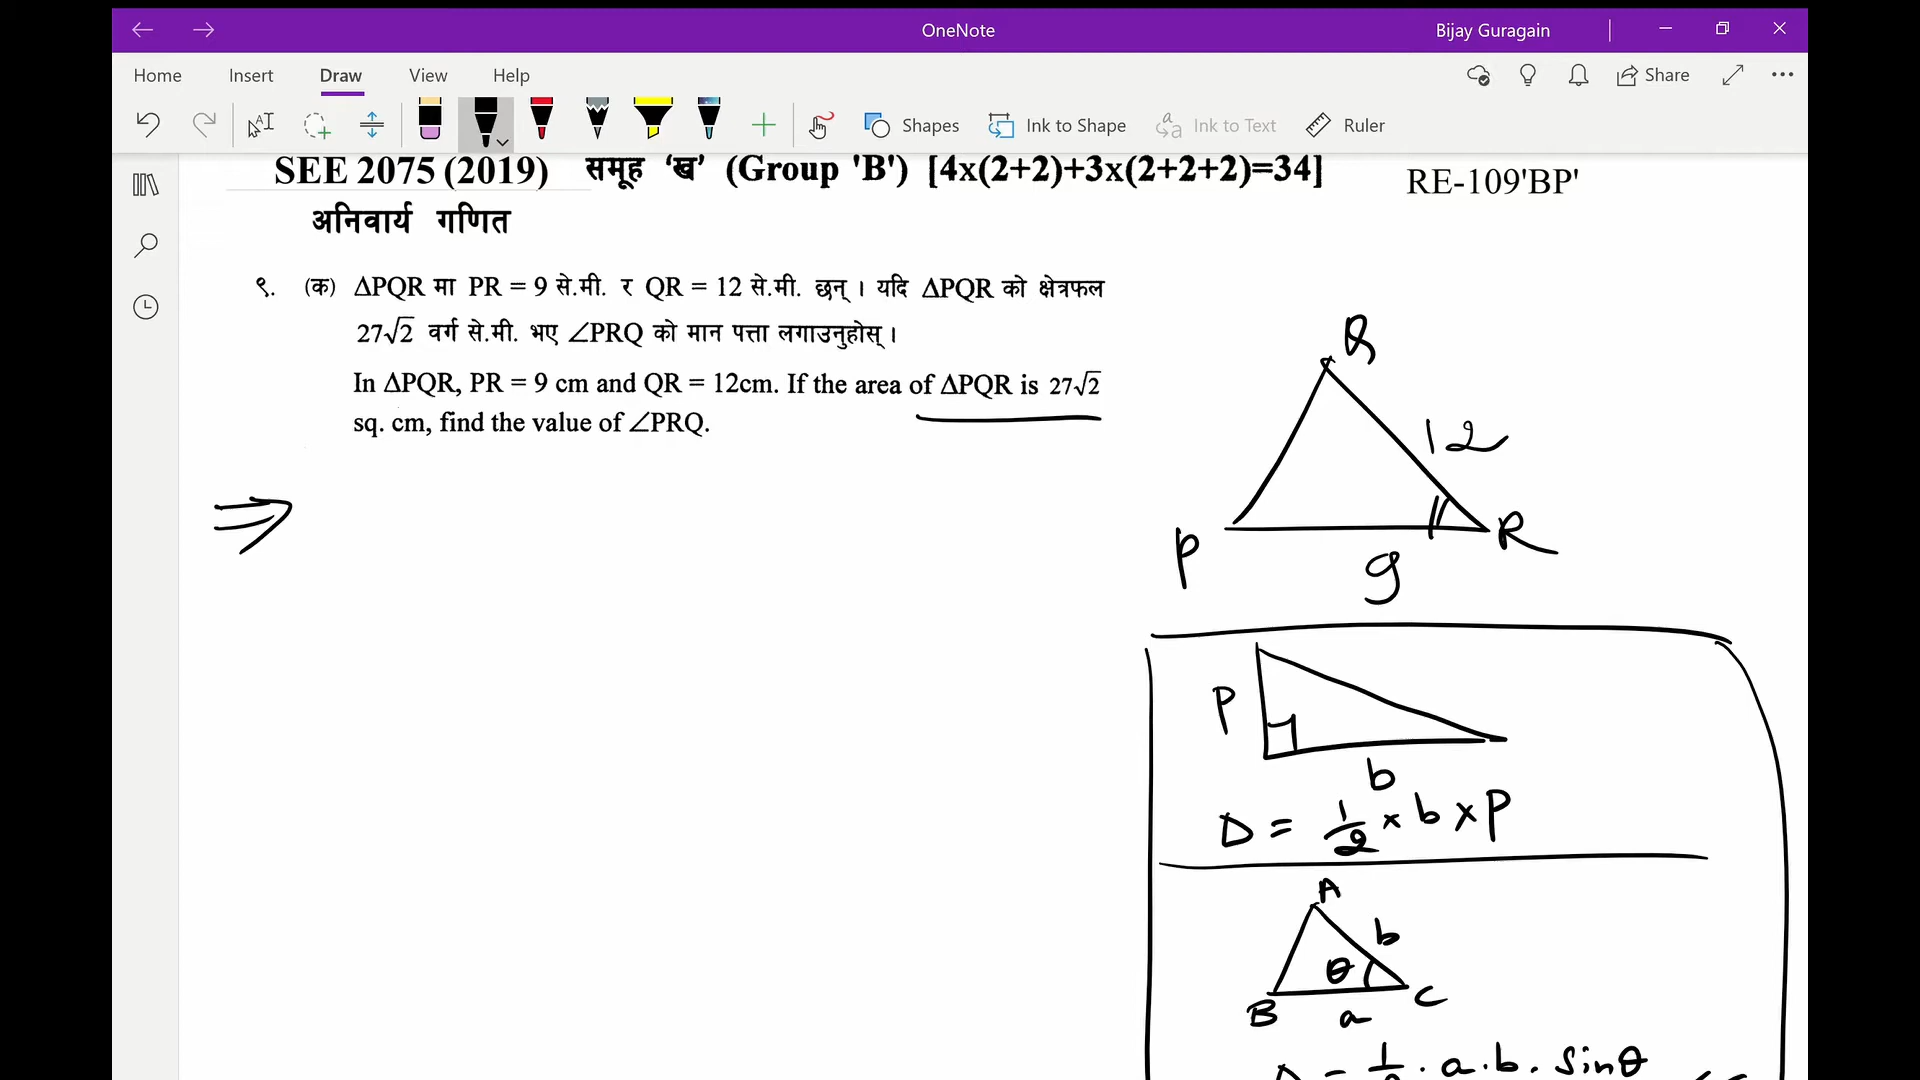 OneNote
Bijay Guragain
Home Insert Draw View Help
Share
Shapes Ink to Shape Ink to Text Ruler
SEE 2075 (2019) समूह ‘ख’ (Group 'B') [4x(2+2)+3x(2+2+2)=34] RE-109'BP'
अनिवार्य गणित
९. (क) ΔPQR मा PR = 9 से.मी. र QR = 12 से.मी. छन् । यदि ΔPQR को क्षेत्रफल
27√2 वर्ग से.मी. भए ∠PRQ को मान पत्ता लगाउनुहोस् ।
In ΔPQR, PR = 9 cm and QR = 12cm. If the area of ΔPQR is 27√2
sq. cm, find the value of ∠PRQ.
Q
12
P
R
9
P
b
Δ = 1/2 × b × P
A
b
θ
B
C
a
Δ = 1/2 . a . b . sinθ